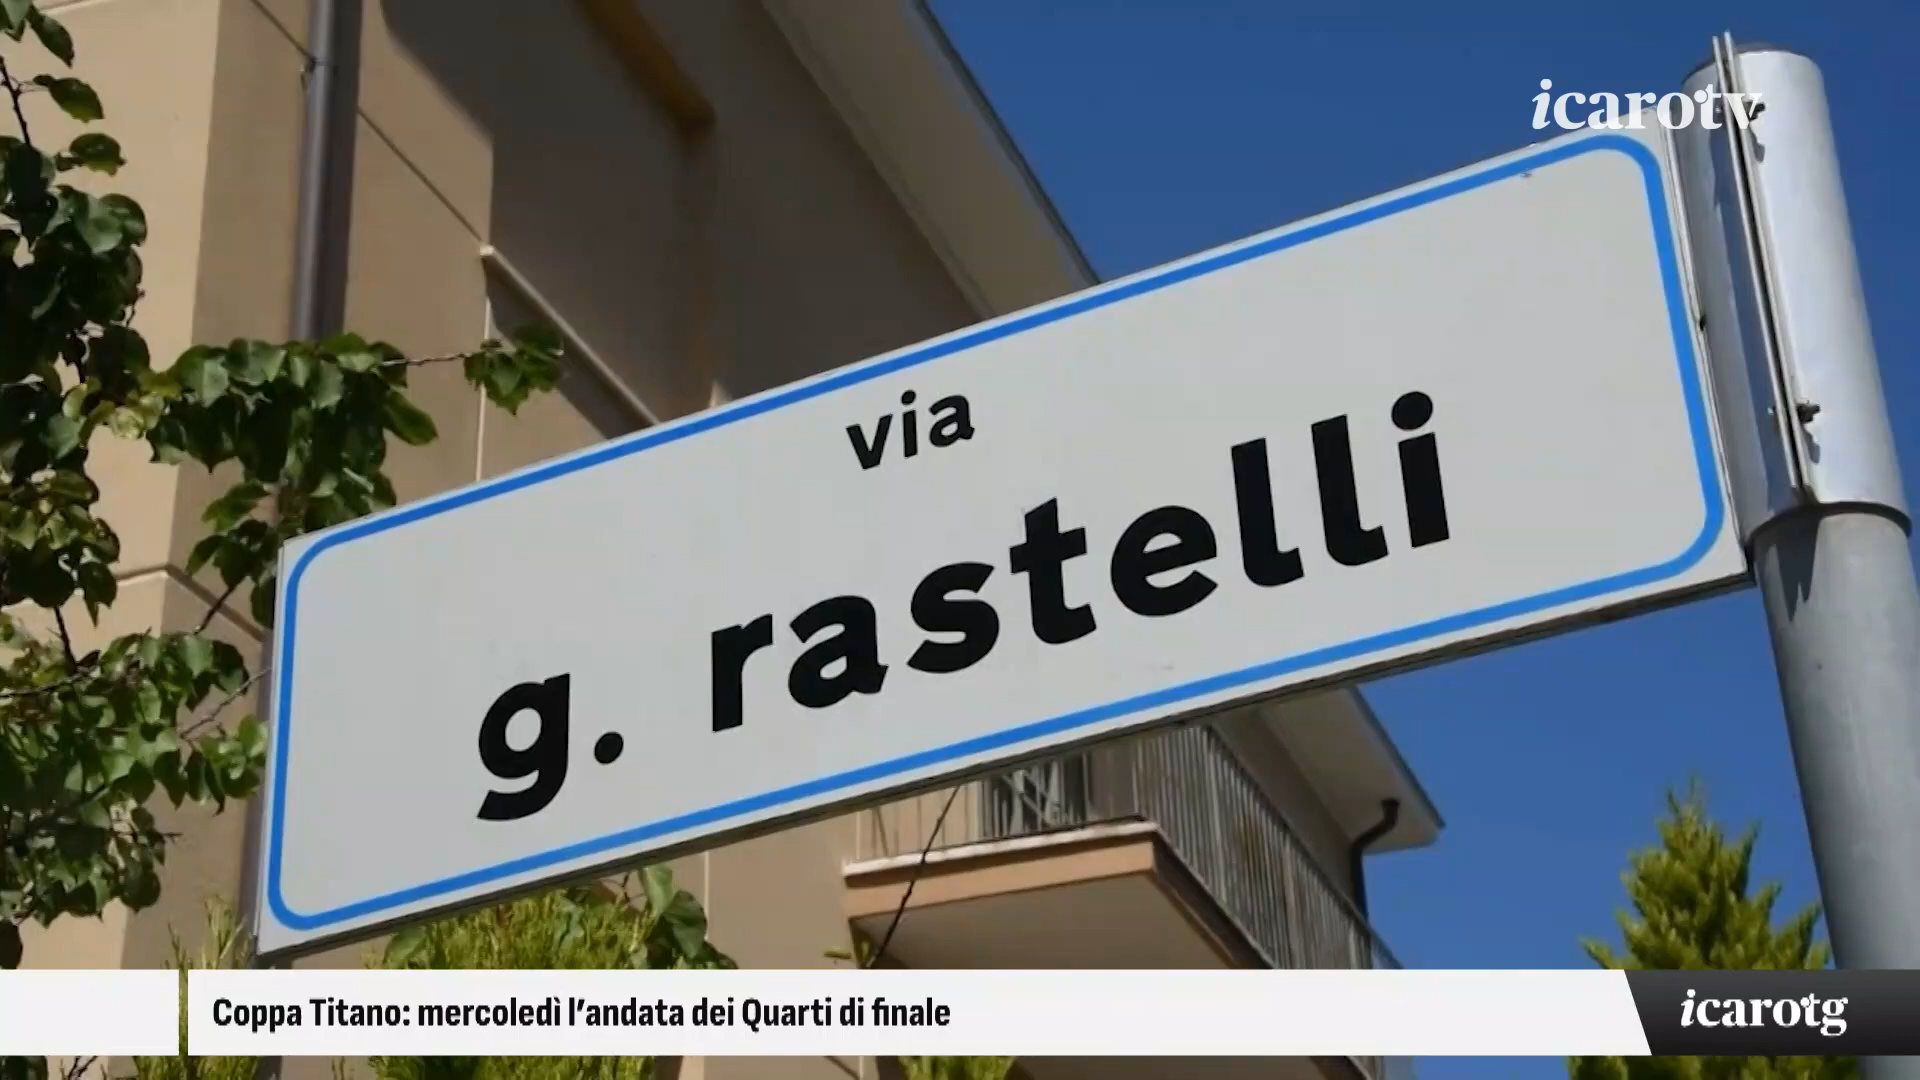 icarotv
via
g. rastelli
Coppa Titano: mercoledì l'andata dei Quarti di finale
icarotg